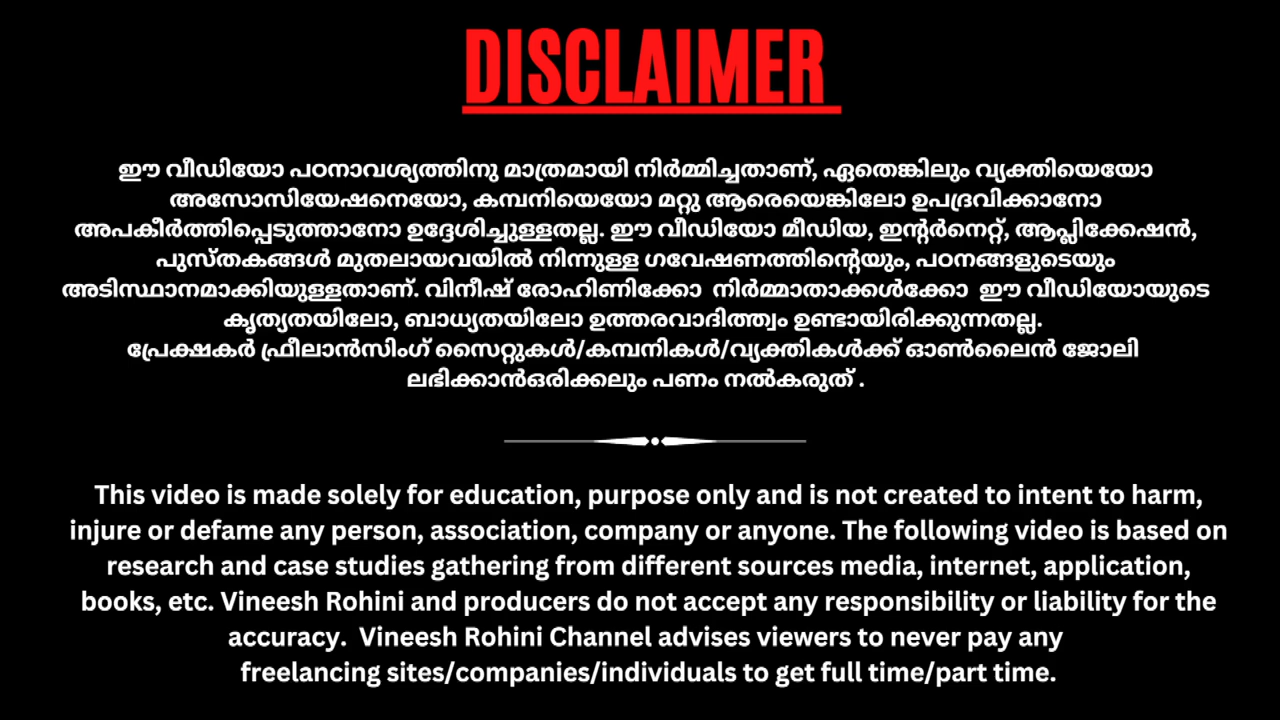 DISCLAIMER
ഈ വീഡിയോ പഠനാവശ്യത്തിനു മാത്രമായി നിർമ്മിച്ചതാണ്, ഏതെങ്കിലും വ്യക്തിയെയോ
അസോസിയേഷനെയോ, കമ്പനിയെയോ മറ്റു ആരെയെങ്കിലോ ഉപദ്രവിക്കാനോ
അപകീർത്തിപ്പെടുത്താനോ ഉദ്ദേശിച്ചുള്ളതല്ല. ഈ വീഡിയോ മീഡിയ, ഇന്റർനെറ്റ്, ആപ്ലിക്കേഷൻ,
പുസ്തകങ്ങൾ മുതലായവയിൽ നിന്നുള്ള ഗവേഷണത്തിന്റെയും, പഠനങ്ങളുടെയും
അടിസ്ഥാനമാക്കിയുള്ളതാണ്. വിനീഷ് രോഹിണിക്കോ നിർമ്മാതാക്കൾക്കോ ഈ വീഡിയോയുടെ
കൃത്യതയിലോ, ബാധ്യതയിലോ ഉത്തരവാദിത്ത്വം ഉണ്ടായിരിക്കുന്നതല്ല.
പ്രേക്ഷകർ ഫ്രീലാൻസിംഗ് സൈറ്റുകൾ/കമ്പനികൾ/വ്യക്തികൾക്ക് ഓൺലൈൻ ജോലി
ലഭിക്കാൻഒരിക്കലും പണം നൽകരുത് .
This video is made solely for education, purpose only and is not created to intent to harm,
injure or defame any person, association, company or anyone. The following video is based on
research and case studies gathering from different sources media, internet, application,
books, etc. Vineesh Rohini and producers do not accept any responsibility or liability for the
accuracy. Vineesh Rohini Channel advises viewers to never pay any
freelancing sites/companies/individuals to get full time/part time.